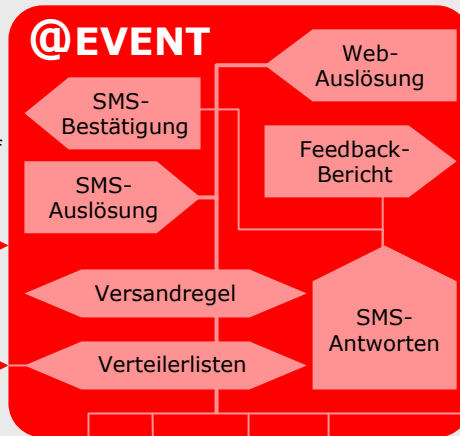 @EVENT
Web-
Auslösung
SMS-
Bestätigung
Feedback-
Bericht
SMS-
Auslösung
Versandregel
SMS-
Antworten
Verteilerlisten